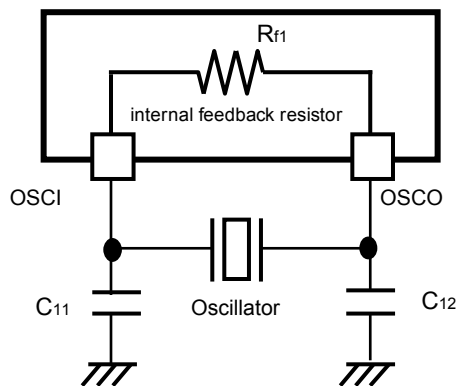 Rf1
internal feedback resistor
OSCI
OSCO
C11
Oscillator
C12